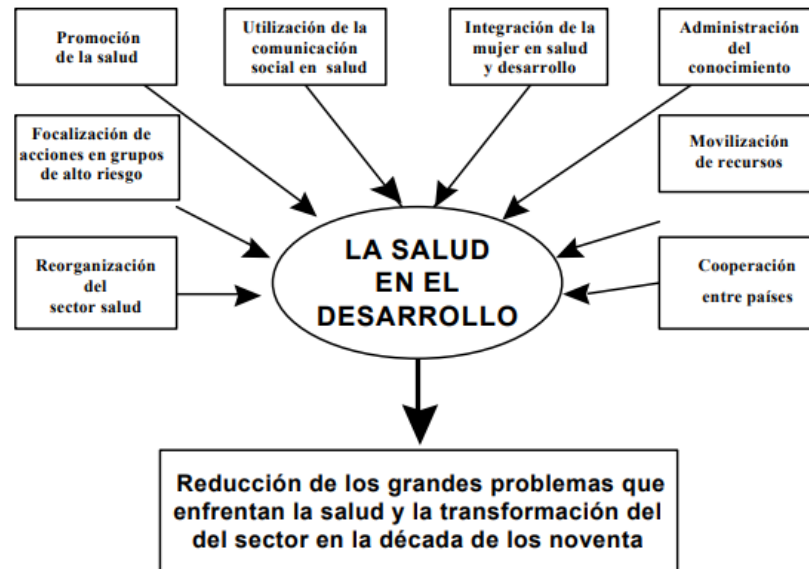 Promoción
de la salud
Utilización de la
comunicación
social en salud
Integración de la
mujer en salud
y desarrollo
Administración
del
conocimiento
Focalización de
acciones en grupos
de alto riesgo
Movilización
de recursos
Reorganización
del
sector salud
LA SALUD
EN EL
DESARROLLO
Cooperación
entre países
Reducción de los grandes problemas que
enfrentan la salud y la transformación del
del sector en la década de los noventa